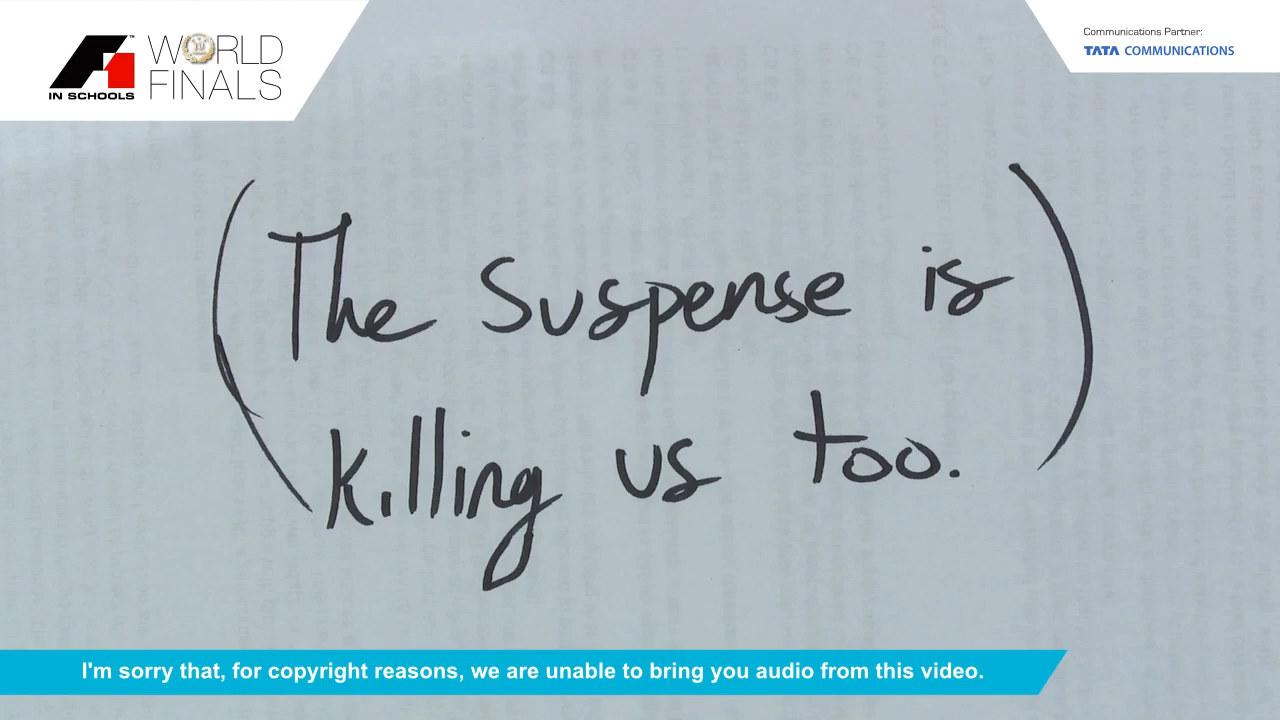 F1
IN SCHOOLS
™
WORLD
FINALS
Communications Partner:
TATA COMMUNICATIONS
(The Suspense is
killing us too.)
I'm sorry that, for copyright reasons, we are unable to bring you audio from this video.